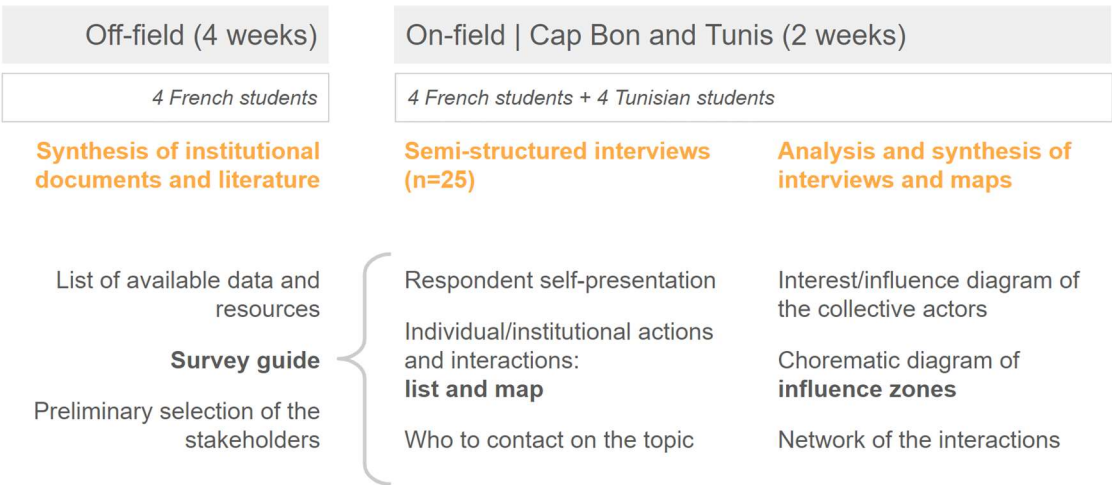 Off-field (4 weeks)
On-field | Cap Bon and Tunis (2 weeks)
4 French students
4 French students + 4 Tunisian students
Synthesis of institutional
documents and literature
Semi-structured interviews
(n=25)
Analysis and synthesis of
interviews and maps
List of available data and
resources
Survey guide
Preliminary selection of the
stakeholders
Respondent self-presentation
Individual/institutional actions
and interactions:
list and map
Who to contact on the topic
Interest/influence diagram of
the collective actors
Chorematic diagram of
influence zones
Network of the interactions